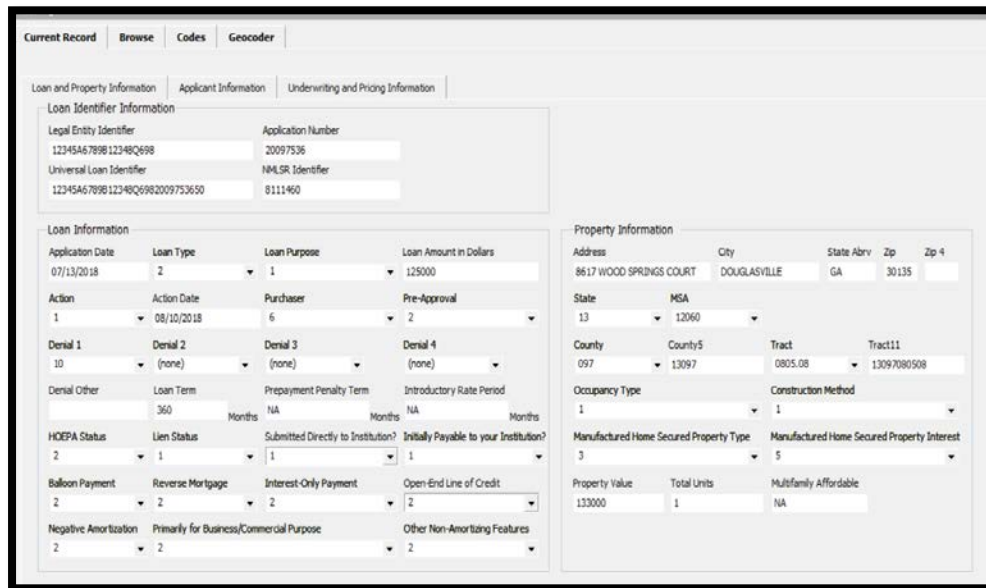 Current Record Browse Codes Geocoder
Loan and Property Information Applicant Information Underwriting and Pricing Information
Loan Identifier Information
Legal Entity Identifier Application Number
12345A6789B12348Q698 20097536
Universal Loan Identifier NMLSR Identifier
12345A6789B12348Q6982009753650 8111460
Loan Information
Application Date Loan Type Loan Purpose Loan Amount in Dollars
07/13/2018 2 1 125000
Action Action Date Purchaser Pre-Approval
1 08/10/2018 6 2
Denial 1 Denial 2 Denial 3 Denial 4
10 (none) (none) (none)
Denial Other Loan Term Prepayment Penalty Term Introductory Rate Period
360 Months NA Months NA Months
HOEPA Status Lien Status Submitted Directly to Institution? Initially Payable to your Institution?
2 1 1 1
Balloon Payment Reverse Mortgage Interest-Only Payment Open-End Line of Credit
2 2 2 2
Negative Amortization Primarily for Business/Commercial Purpose Other Non-Amortizing Features
2 2 2
Property Information
Address City State Abrv Zip Zip 4
8617 WOOD SPRINGS COURT DOUGLASVILLE GA 30135
State MSA
13 12060
County County5 Tract Tract11
097 13097 0805.08 13097080508
Occupancy Type Construction Method
1 1
Manufactured Home Secured Property Type Manufactured Home Secured Property Interest
3 5
Property Value Total Units Multifamily Affordable
133000 1 NA